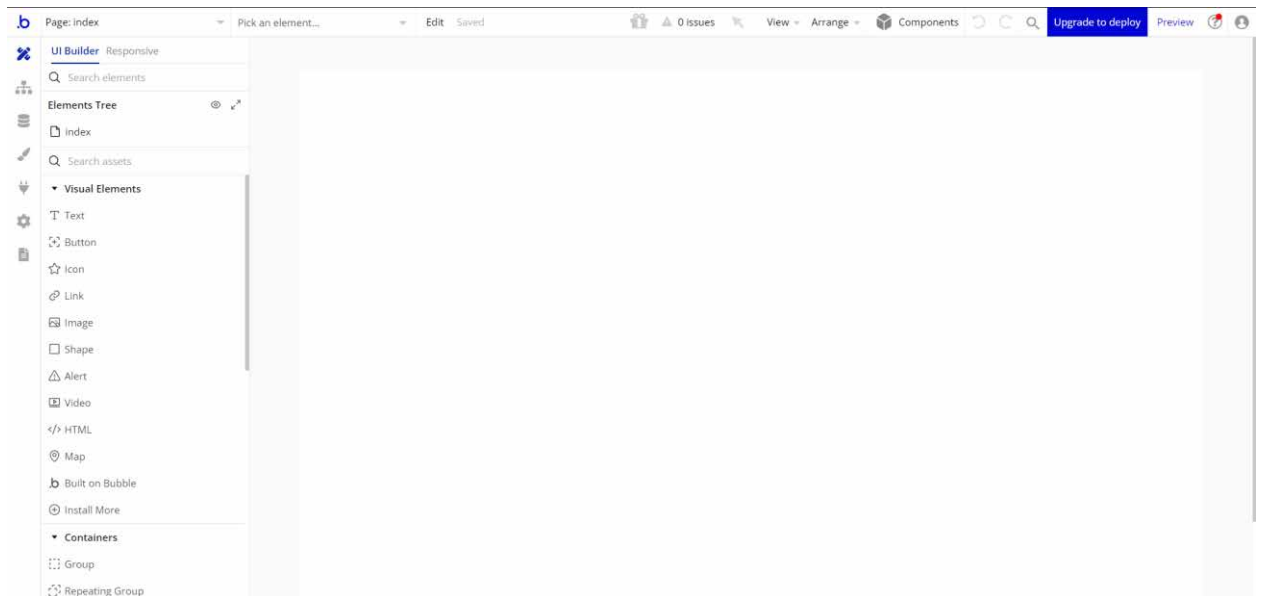 Page: index Pick an element... Edit Saved 0 issues View Arrange Components Upgrade to deploy Preview
UI Builder Responsive
Search elements
Elements Tree
index
Search assets
Visual Elements
Text
Button
Icon
Link
Image
Shape
Alert
Video
</> HTML
Map
Built on Bubble
Install More
Containers
Group
Repeating Group